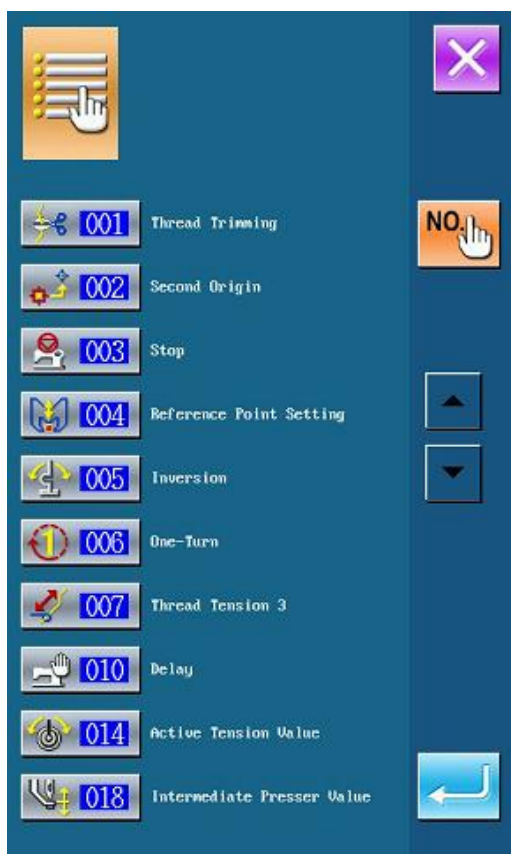 NO.
001 Thread Trimming
002 Second Origin
003 Stop
004 Reference Point Setting
005 Inversion
1 006 One-Turn
007 Thread Tension 3
010 Delay
014 Active Tension Value
018 Intermediate Presser Value